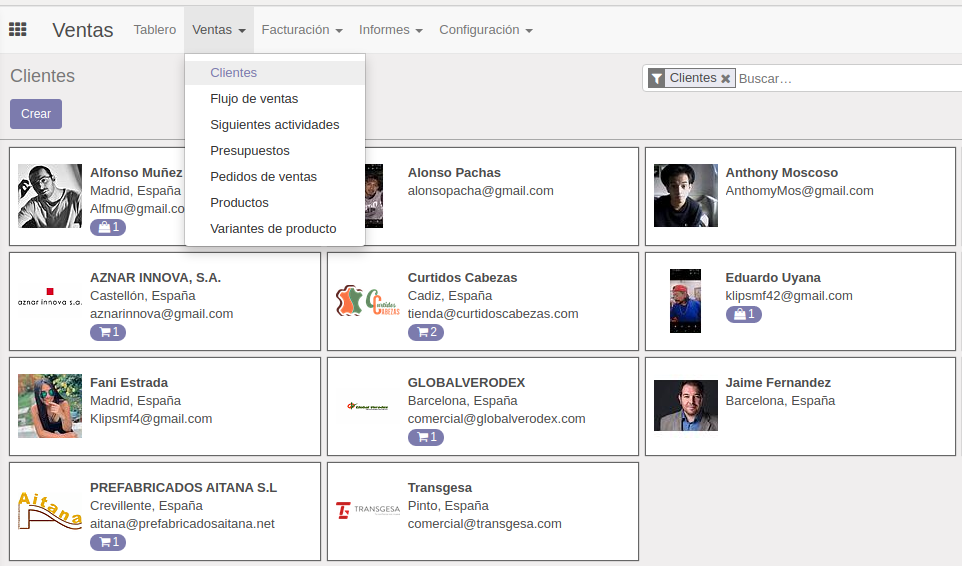 Ventas Tablero Ventas Facturación Informes Configuración
Clientes
Clientes Buscar…
Crear
Clientes
Flujo de ventas
Siguientes actividades
Presupuestos
Pedidos de ventas
Productos
Variantes de producto
Alfonso Muñez
Madrid, España
Alfmu@gmail.co
1
Alonso Pachas
alonsopacha@gmail.com
Anthony Moscoso
AnthomyMos@gmail.com
aznar innova s.a.
AZNAR INNOVA, S.A.
Castellón, España
aznarinnova@gmail.com
1
Curtidos
CABEZAS
Curtidos Cabezas
Cadiz, España
tienda@curtidoscabezas.com
2
Eduardo Uyana
klipsmf42@gmail.com
1
Fani Estrada
Madrid, España
Klipsmf4@gmail.com
Global Verodex
GLOBALVERODEX
Barcelona, España
comercial@globalverodex.com
1
Jaime Fernandez
Barcelona, España
Aitana
PREFABRICADOS AITANA S.L
Crevillente, España
aitana@prefabricadosaitana.net
1
TRANSGESA
Transgesa
Pinto, España
comercial@transgesa.com